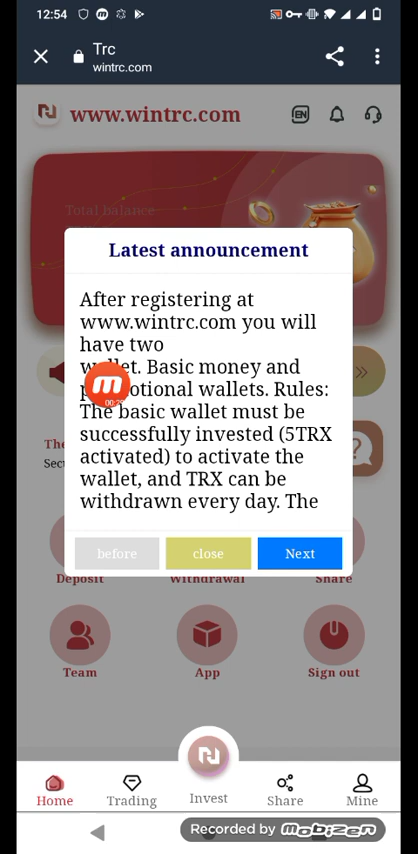 12:54
Trc
wintrc.com
www.wintrc.com
EN
Total balance
Latest announcement
After registering at
www.wintrc.com you will
have two
wallet. Basic money and
promotional wallets. Rules:
The basic wallet must be
successfully invested (5TRX
activated) to activate the
wallet, and TRX can be
withdrawn every day. The
before
close
Next
Deposit
Withdrawal
Share
Team
App
Sign out
Home
Trading
Invest
Share
Mine
Recorded by mobizen